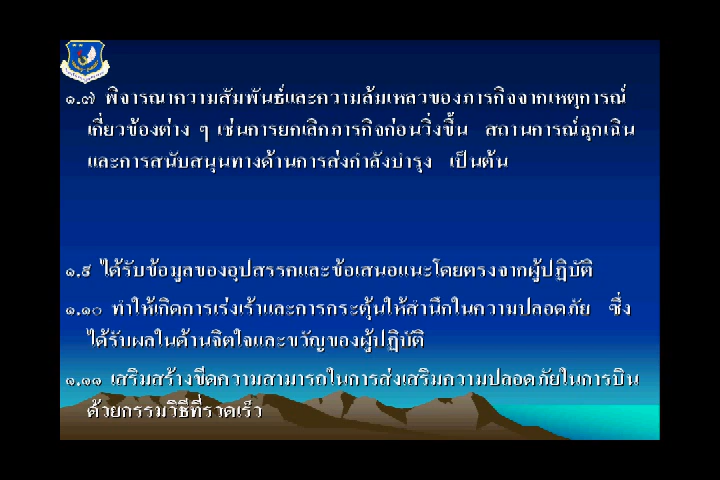 ๑.๗ พิจารณาความสัมพันธ์และความล้มเหลวของภารกิจจากเหตุการณ์
เกี่ยวข้องต่าง ๆ เช่นการยกเลิกภารกิจก่อนวิ่งขึ้น สถานการณ์ฉุกเฉิน
และการสนับสนุนทางด้านการส่งกำลังบำรุง เป็นต้น
๑.๙ ได้รับข้อมูลของอุปสรรคและข้อเสนอแนะโดยตรงจากผู้ปฏิบัติ
๑.๑๐ ทำให้เกิดการเร่งเร้าและการกระตุ้นให้สำนึกในความปลอดภัย ซึ่ง
ได้รับผลในด้านจิตใจและขวัญของผู้ปฏิบัติ
๑.๑๑ เสริมสร้างขีดความสามารถในการส่งเสริมความปลอดภัยในการบิน
ด้วยกรรมวิธีที่รวดเร็ว